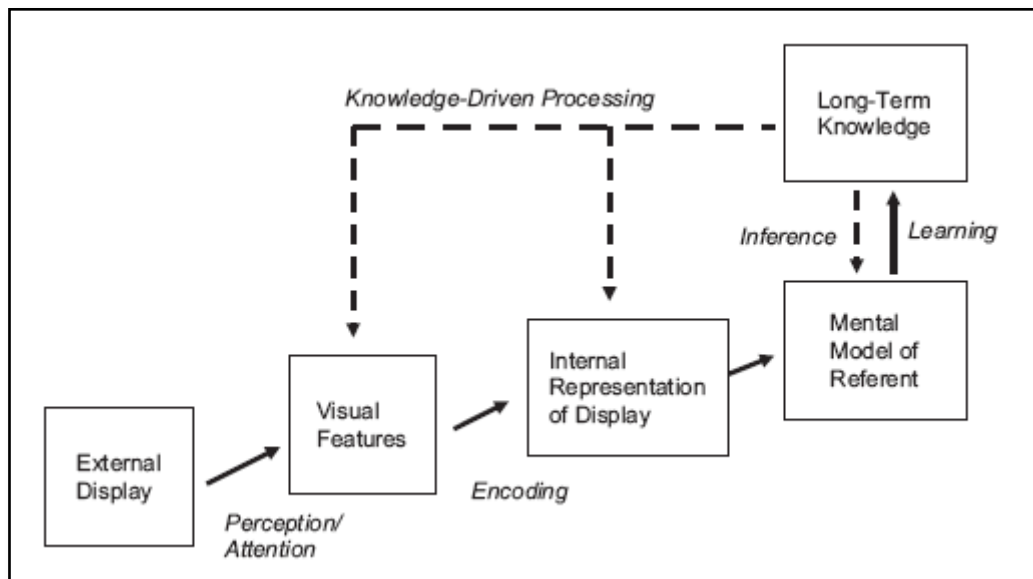 Knowledge-Driven Processing
Long-Term
Knowledge
Inference
Learning
Mental
Model of
Referent
Internal
Representation
of Display
Visual
Features
External
Display
Encoding
Perception/
Attention